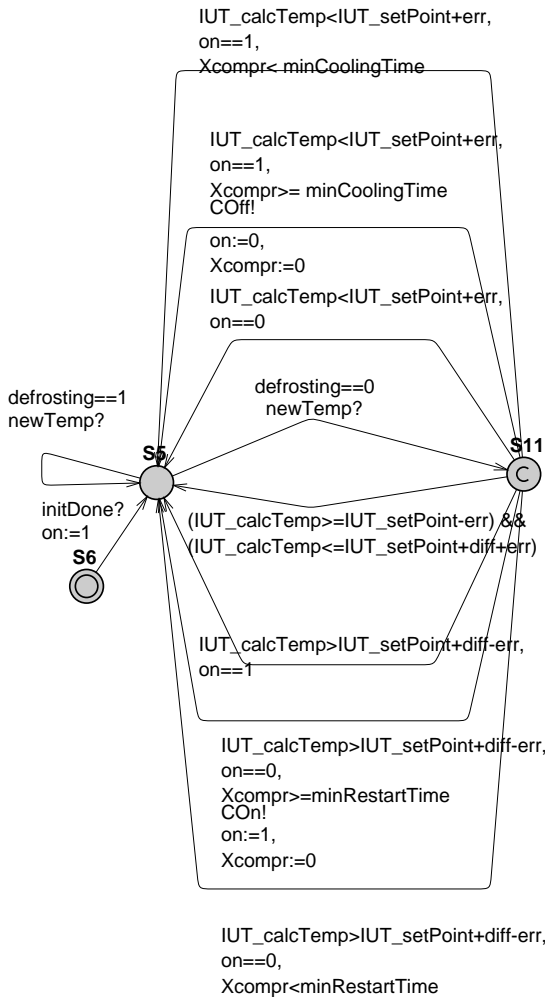 IUT_calcTemp<IUT_setPoint+err,
on==1,
Xcompr< minCoolingTime
IUT_calcTemp<IUT_setPoint+err,
on==1,
Xcompr>= minCoolingTime
COff!
on:=0,
Xcompr:=0
IUT_calcTemp<IUT_setPoint+err,
on==0
defrosting==1
newTemp?
defrosting==0
newTemp?
S5
S11
C
initDone?
on:=1
S6
(IUT_calcTemp>=IUT_setPoint-err) &&
(IUT_calcTemp<=IUT_setPoint+diff+err)
IUT_calcTemp>IUT_setPoint+diff-err,
on==1
IUT_calcTemp>IUT_setPoint+diff-err,
on==0,
Xcompr>=minRestartTime
COn!
on:=1,
Xcompr:=0
IUT_calcTemp>IUT_setPoint+diff-err,
on==0,
Xcompr<minRestartTime